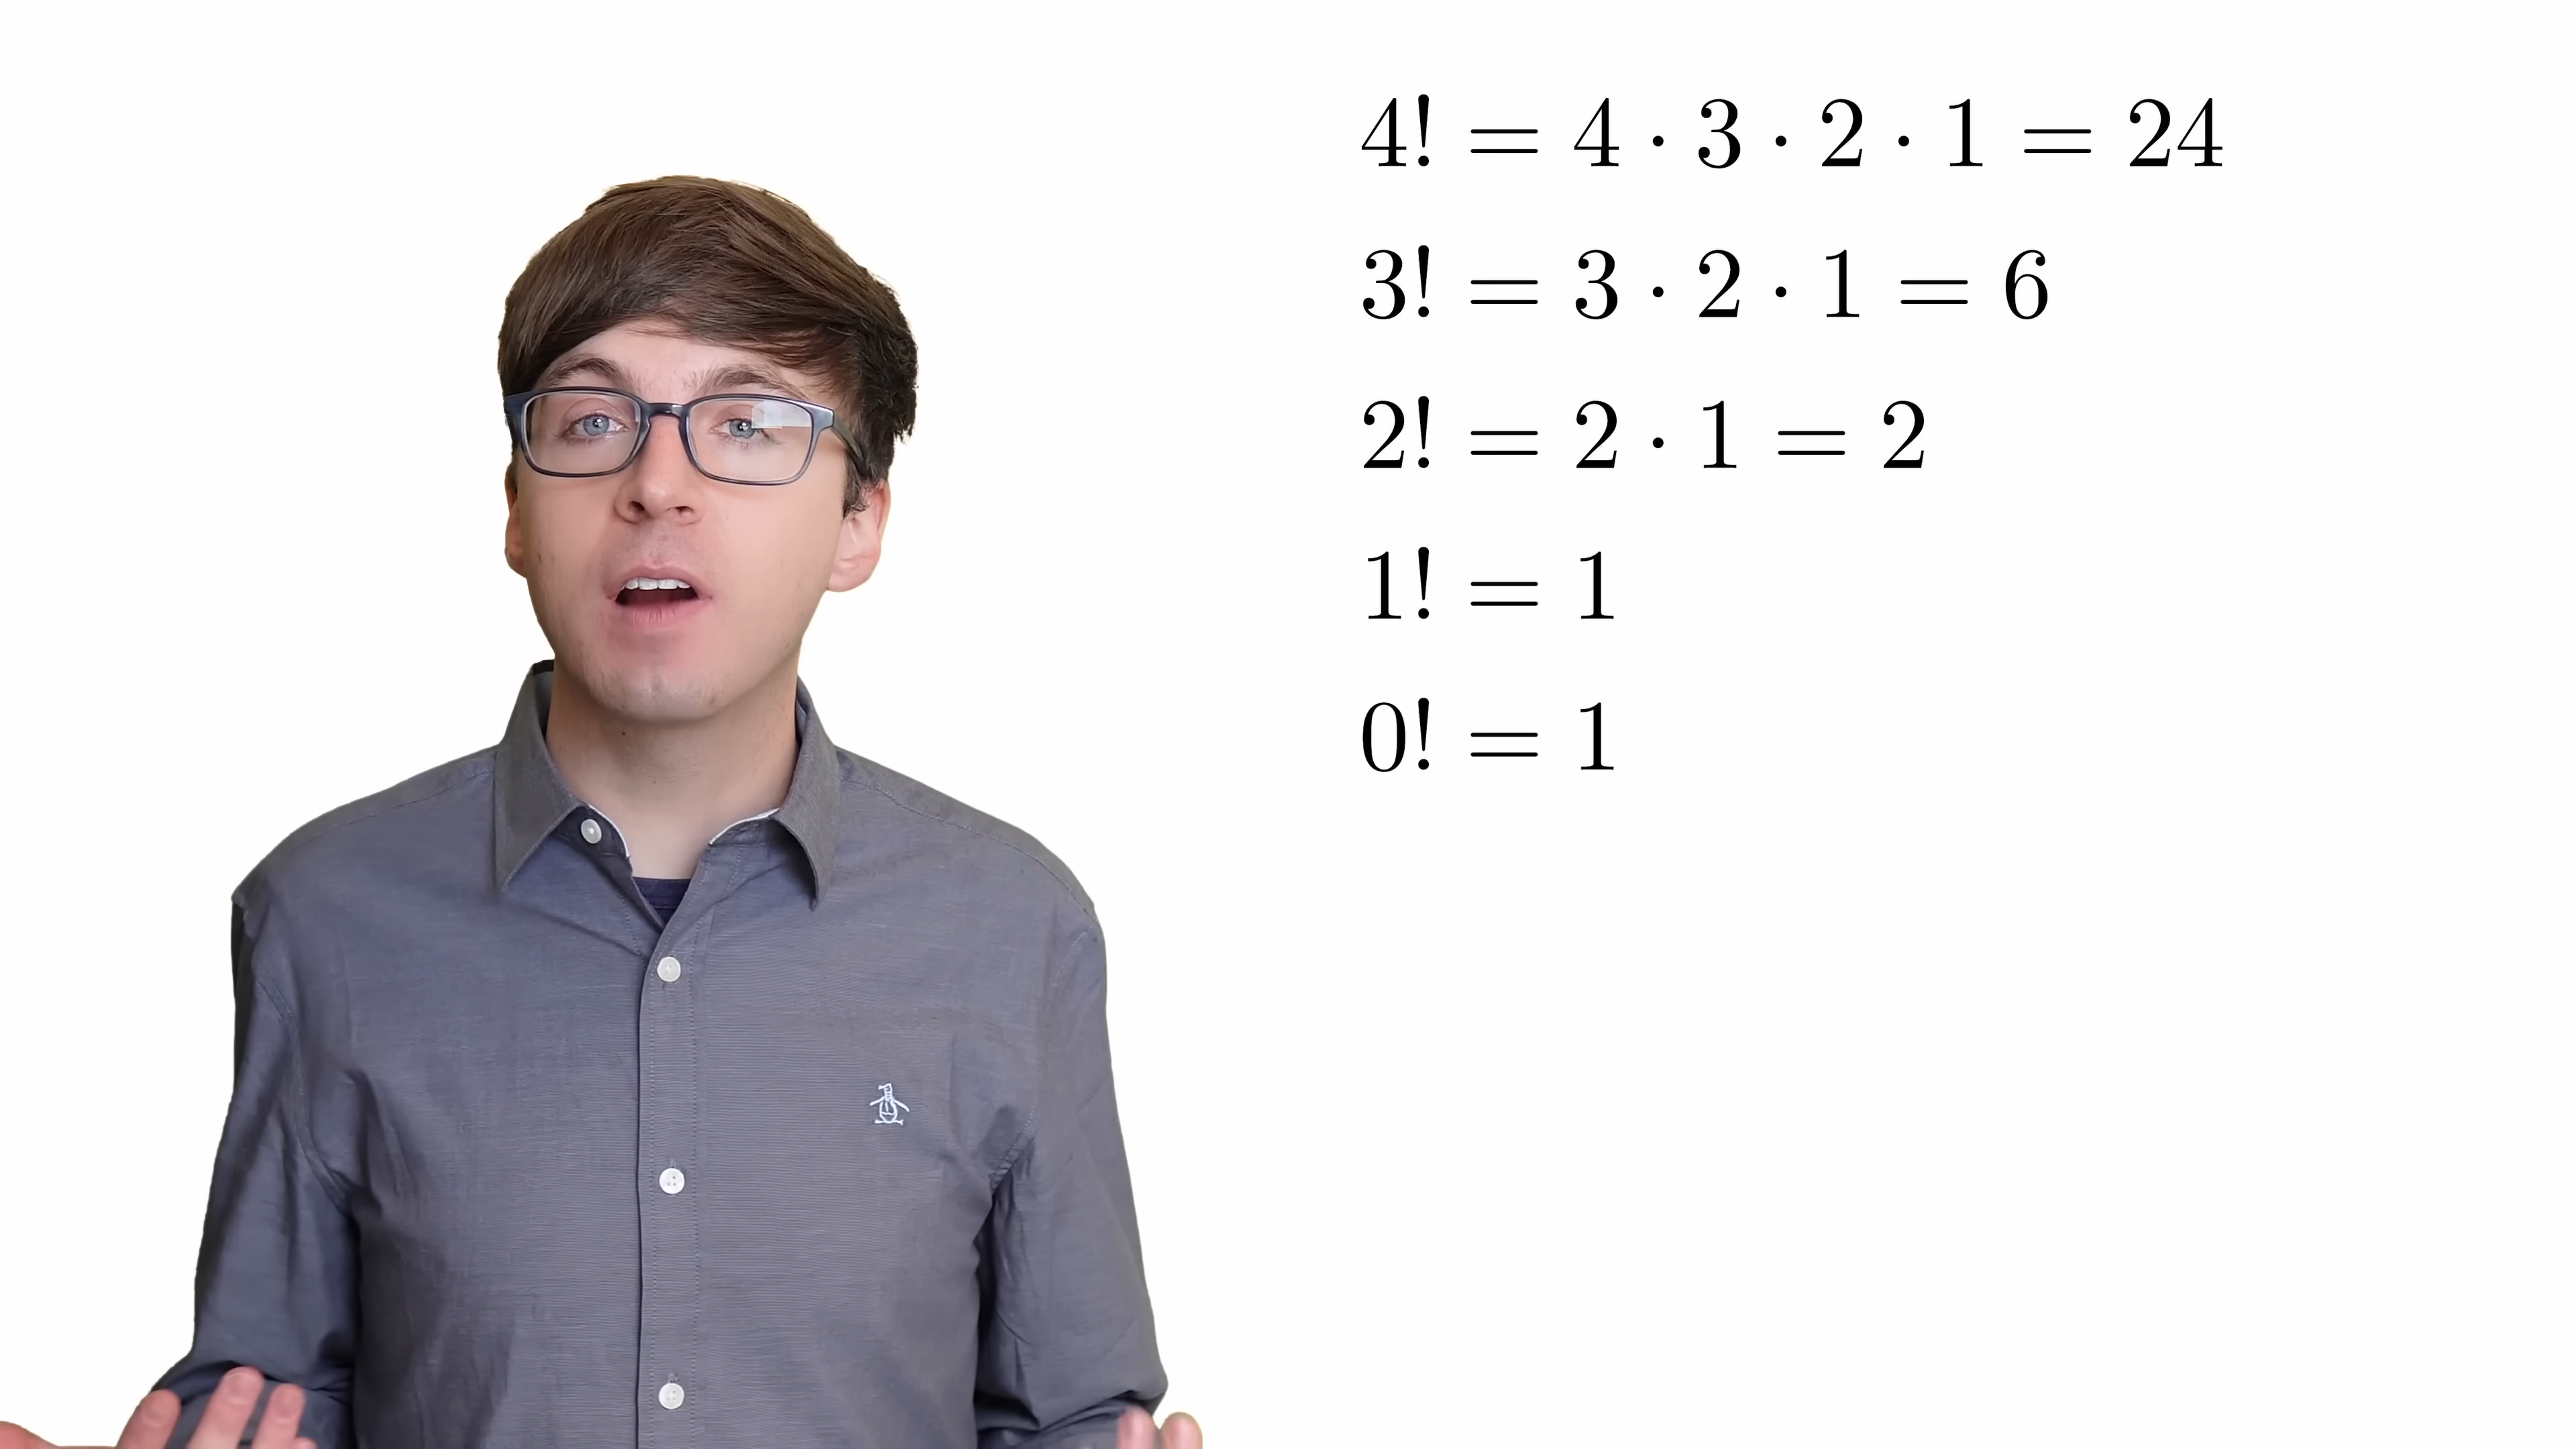 4! = 4 · 3 · 2 · 1 = 24
3! = 3 · 2 · 1 = 6
2! = 2 · 1 = 2
1! = 1
0! = 1